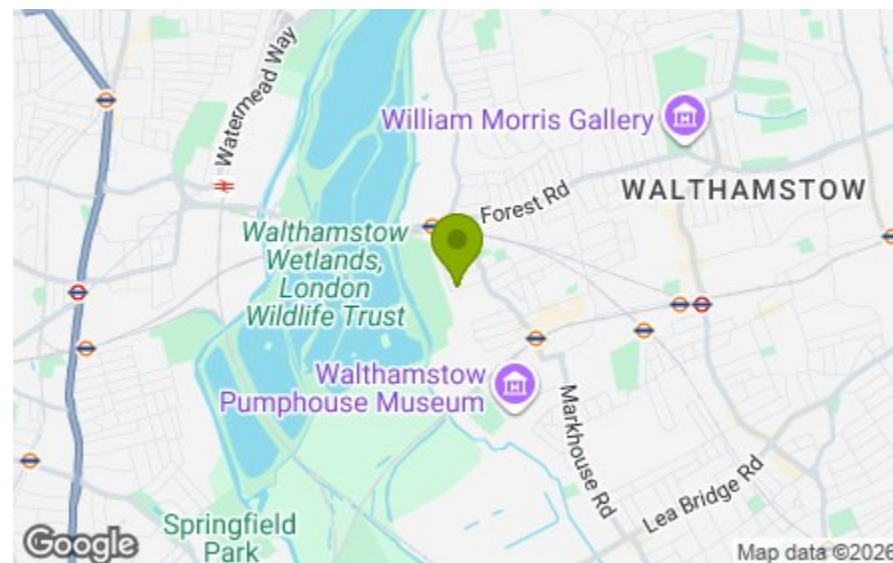 Watermead Way
William Morris Gallery
WALTHAMSTOW
Forest Rd
Walthamstow
Wetlands,
London
Wildlife Trust
Walthamstow
Pumphouse Museum
Markhouse Rd
Lea Bridge Rd
Springfield
Park
Google
Map data ©2026